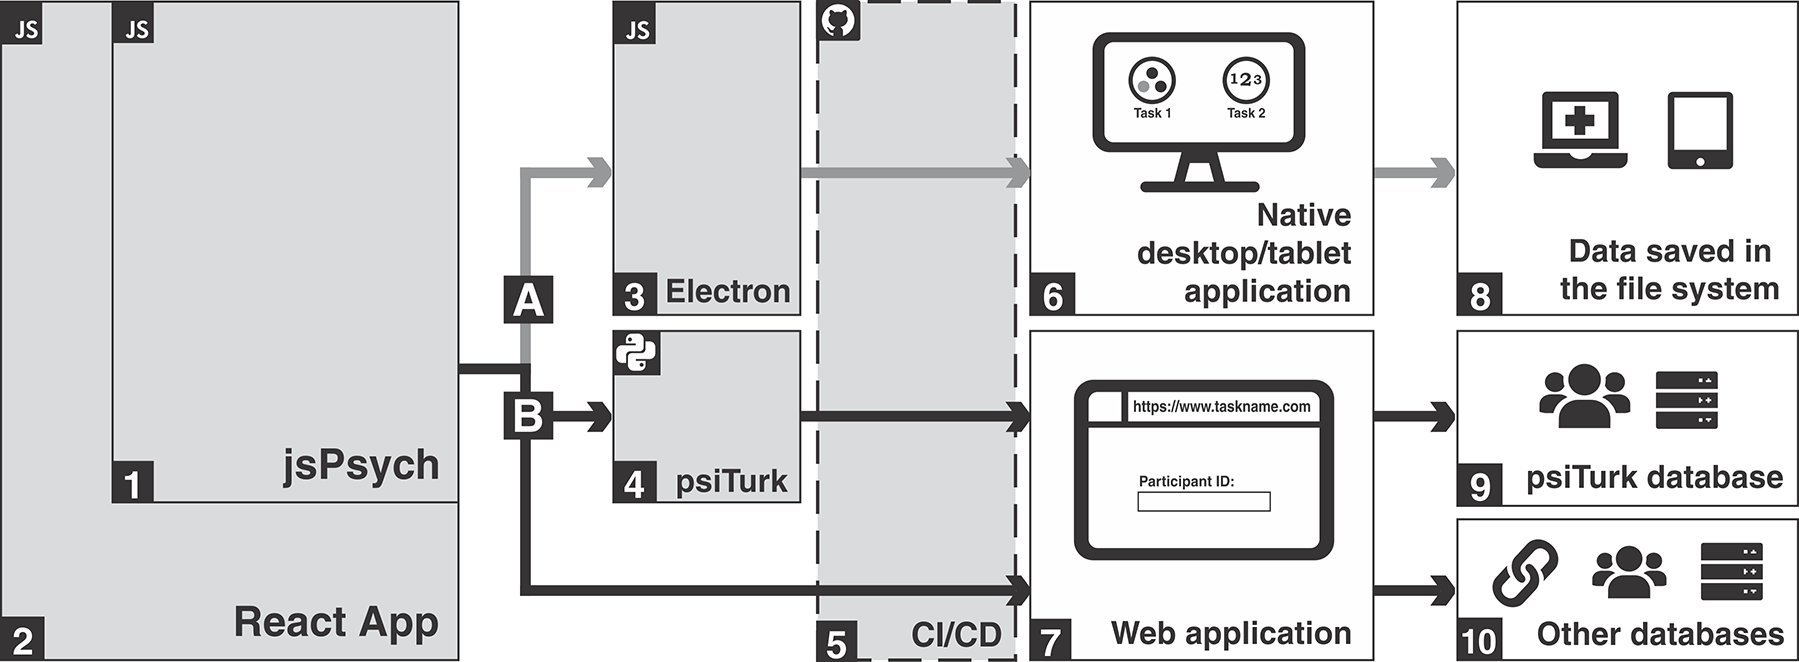 JS
JS
1
jsPsych
2
React App
A
B
JS
3
Electron
4
psiTurk
5
CI/CD
123
Task 1
Task 2
Native
desktop/tablet
application
6
https://www.taskname.com
Participant ID:
7
Web application
Data saved in
the file system
8
9
psiTurk database
10
Other databases